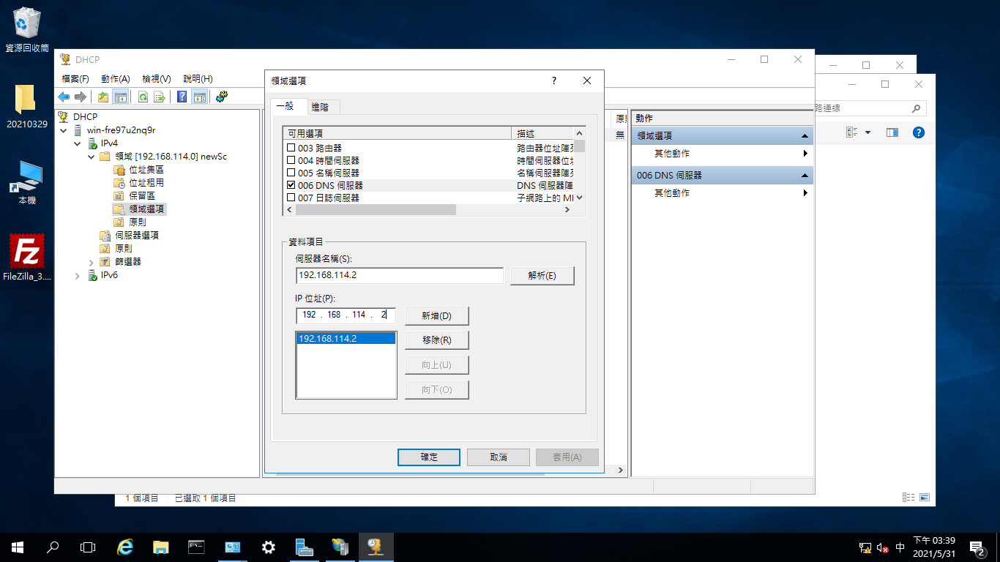 資源回收筒
20210329
本機
FileZilla_3....
DHCP
檔案(F) 動作(A) 檢視(V) 說明(H)
DHCP
win-fre97u2nq9r
IPv4
領域 [192.168.114.0] newSc
位址集區
位址租用
保留區
領域選項
原則
伺服器選項
原則
篩選器
IPv6
領域選項
?
一般 進階
可用選項 描述
003 路由器 路由器位址陣列
004 時間伺服器 時間伺服器位址
005 名稱伺服器 名稱伺服器陣列
006 DNS 伺服器 DNS 伺服器陣
007 日誌伺服器 子網路上的 MI
資料項目
伺服器名稱(S):
192.168.114.2
解析(E)
IP 位址(P):
192 . 168 . 114 . 2
新增(D)
192.168.114.2
移除(R)
向上(U)
向下(O)
確定 取消 套用(A)
無
動作
領域選項
其他動作
006 DNS 伺服器
其他動作
路連線
1 個項目 已選取 1 個項目
中
下午 03:39
2021/5/31
2